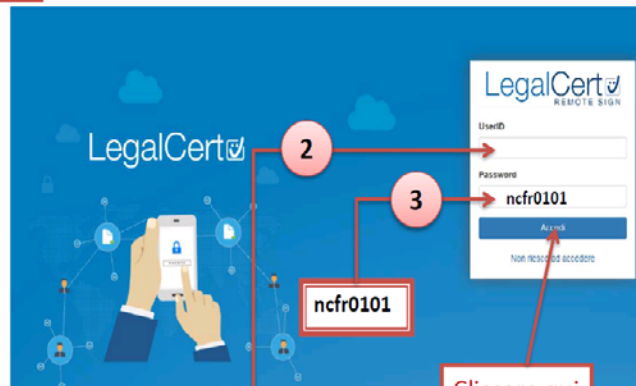 LegalCert
REMOTE SIGN
UserID
2
LegalCert
Password
3
ncfr0101
Accedi
Non riesco ad accedere
ncfr0101